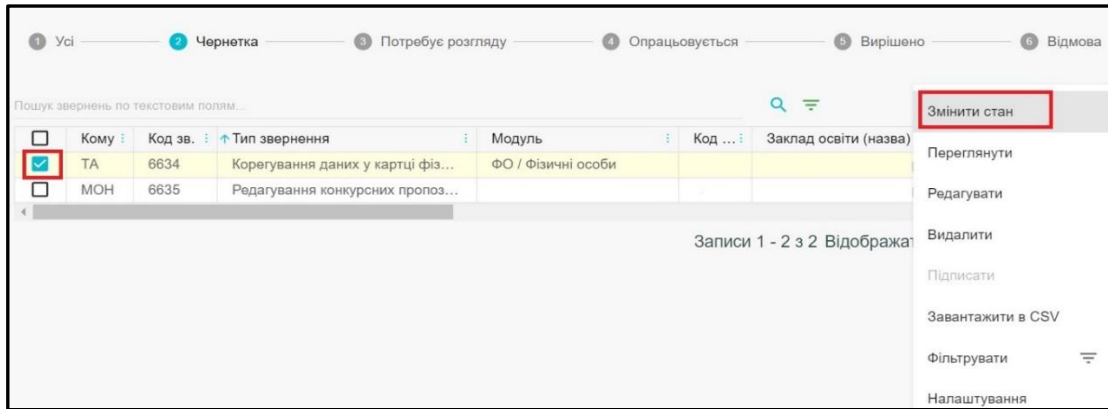 1 Усі 2 Чернетка 3 Потребує розгляду 4 Опрацьовується 5 Вирішено 6 Відмова
Пошук звернень по текстовим полям...
Кому Код зв. Тип звернення Модуль Код ... Заклад освіти (назва)
ТА 6634 Корегування даних у картці фіз... ФО / Фізичні особи
МОН 6635 Редагування конкурсних пропоз...
Записи 1 - 2 з 2 Відображат
Змінити стан
Переглянути
Редагувати
Видалити
Підписати
Завантажити в CSV
Фільтрувати
Налаштування